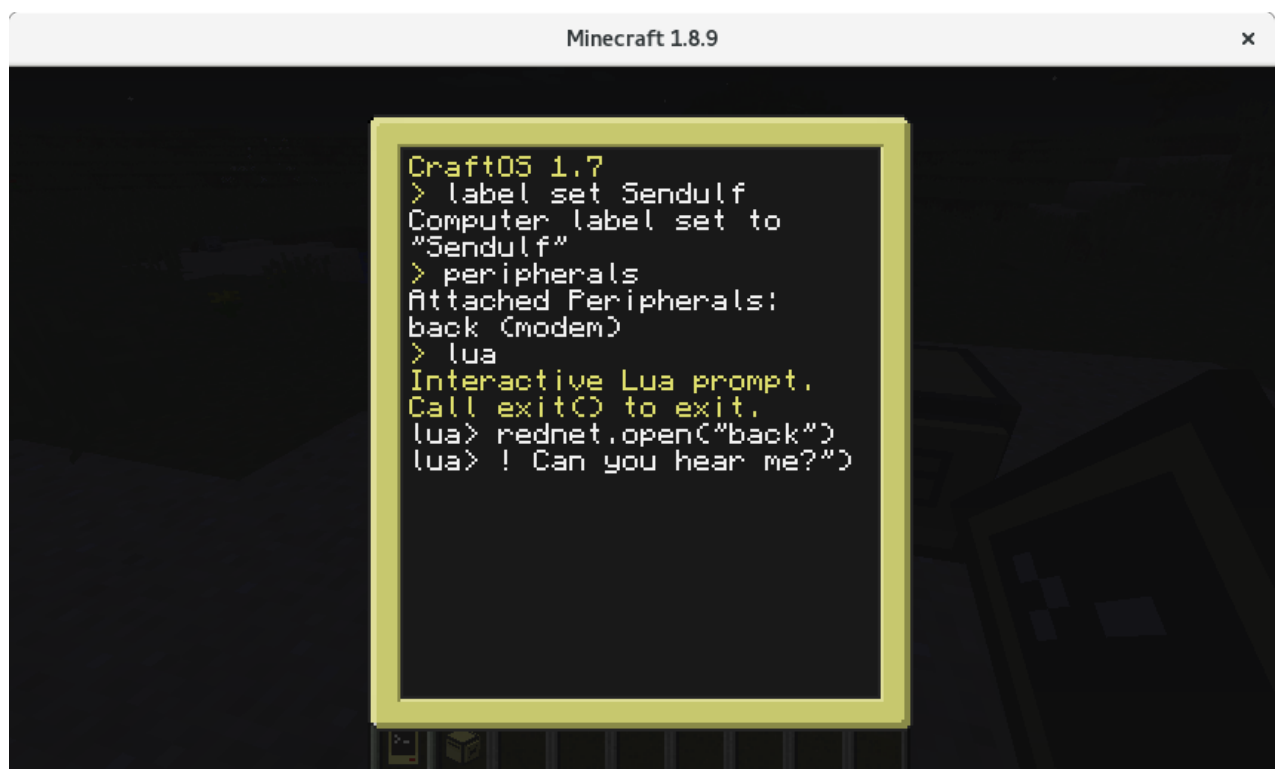 Minecraft 1.8.9
CraftOS 1.7
> label set Sendulf
Computer label set to
"Sendulf"
> peripherals
Attached Peripherals:
back (modem)
> lua
Interactive Lua prompt.
Call exit() to exit.
lua> rednet.open("back")
lua> ! Can you hear me?")